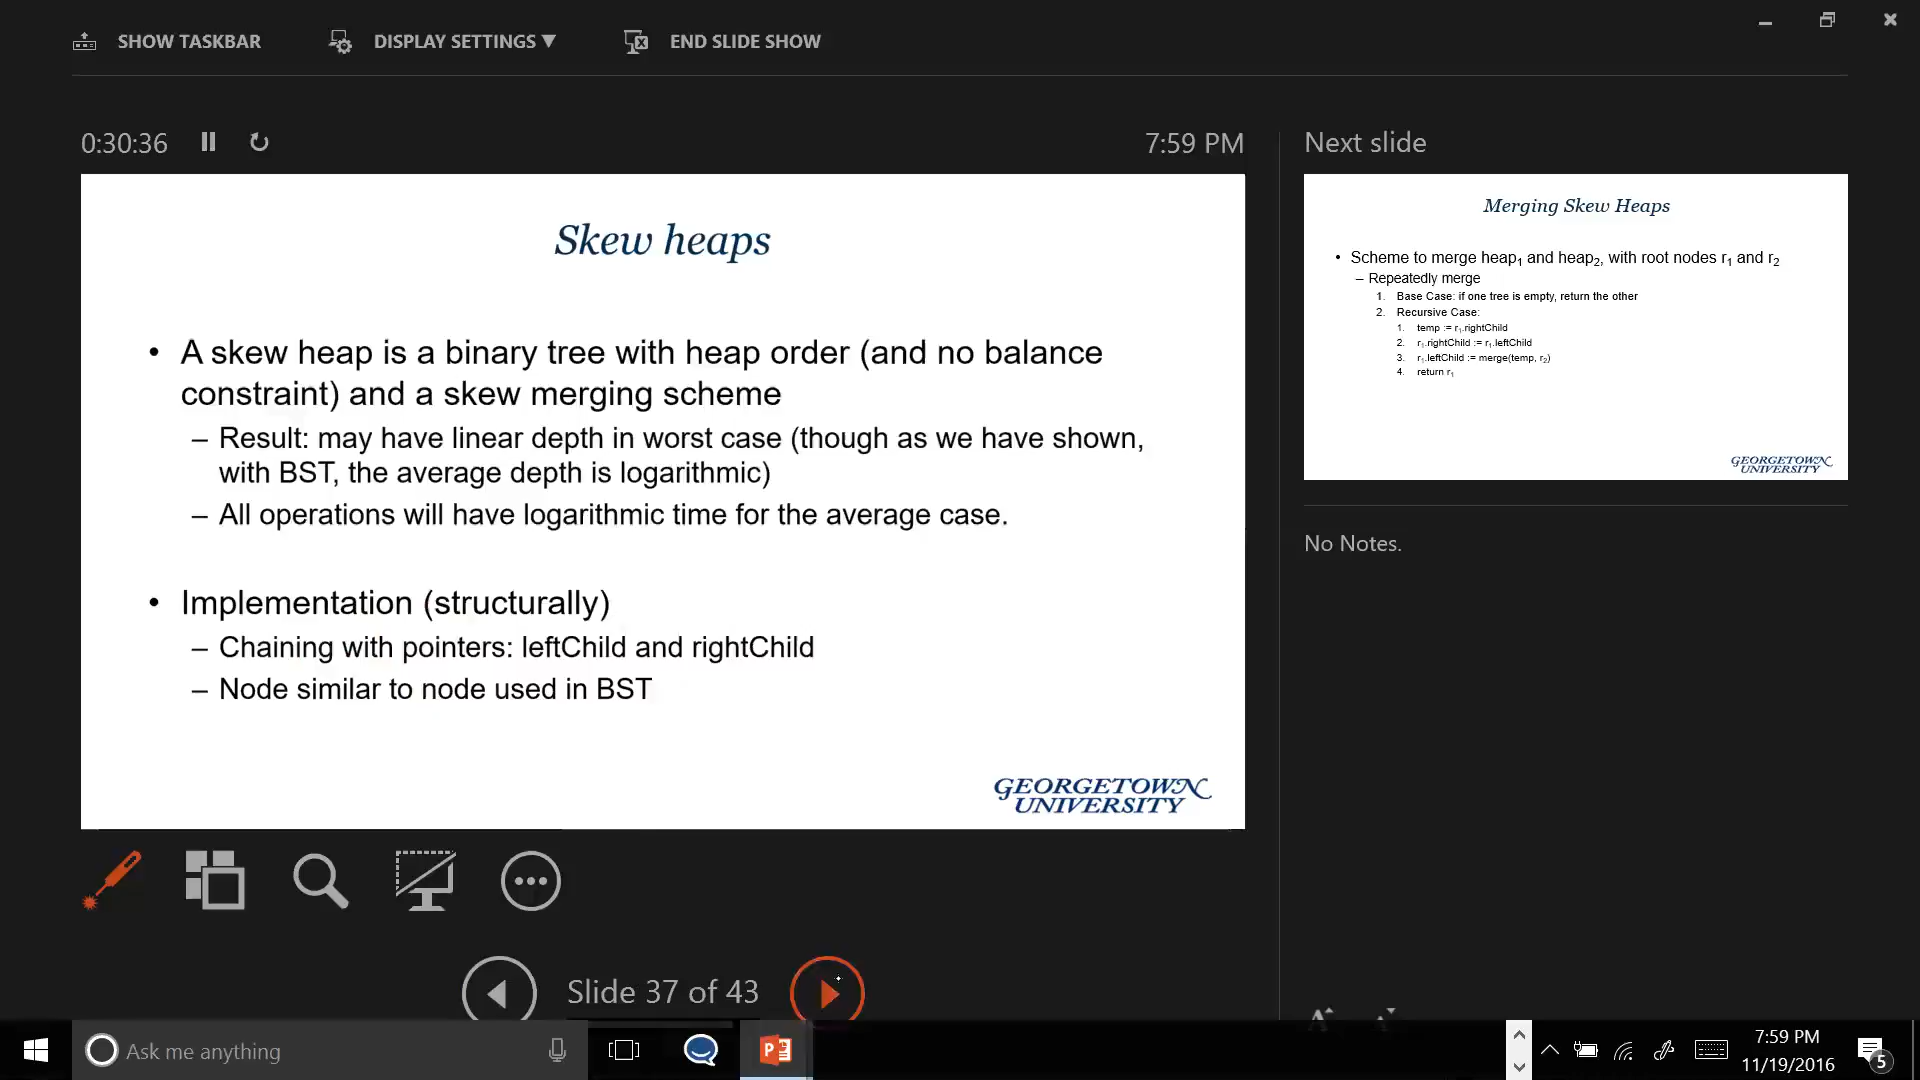 SHOW TASKBAR DISPLAY SETTINGS ▼ END SLIDE SHOW
0:30:36 7:59 PM
Skew heaps
• A skew heap is a binary tree with heap order (and no balance
constraint) and a skew merging scheme
– Result: may have linear depth in worst case (though as we have shown,
with BST, the average depth is logarithmic)
– All operations will have logarithmic time for the average case.
• Implementation (structurally)
– Chaining with pointers: leftChild and rightChild
– Node similar to node used in BST
GEORGETOWN
UNIVERSITY
Slide 37 of 43
Next slide
Merging Skew Heaps
• Scheme to merge heap₁ and heap₂, with root nodes r₁ and r₂
– Repeatedly merge
1. Base Case: if one tree is empty, return the other
2. Recursive Case:
1. temp := r₁.rightChild
2. r₁.rightChild := r₁.leftChild
3. r₁.leftChild := merge(temp, r₂)
4. return r₁
GEORGETOWN
UNIVERSITY
No Notes.
A A
Ask me anything
7:59 PM
11/19/2016
5